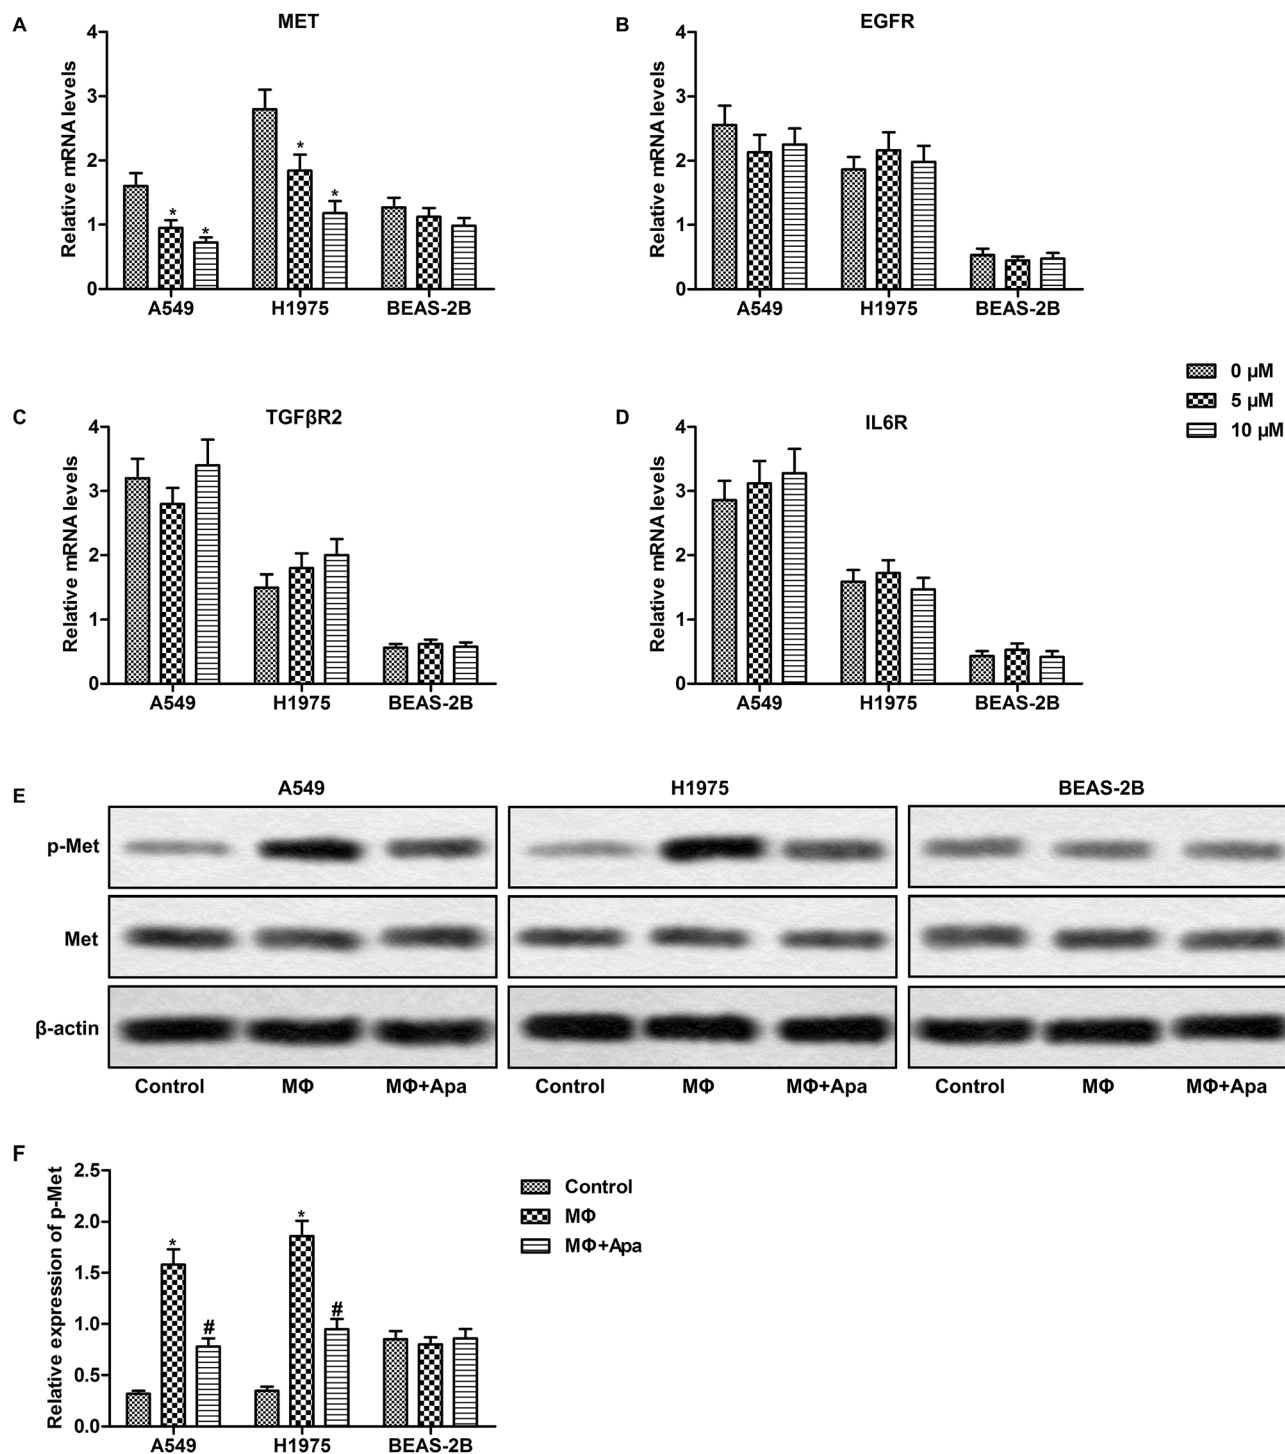 A
MET
Relative mRNA levels
4
3
2
1
0
*
*
*
*
A549
H1975
BEAS-2B
B
EGFR
Relative mRNA levels
4
3
2
1
0
A549
H1975
BEAS-2B
0 μM
5 μM
10 μM
C
TGFβR2
Relative mRNA levels
4
3
2
1
0
A549
H1975
BEAS-2B
D
IL6R
Relative mRNA levels
4
3
2
1
0
A549
H1975
BEAS-2B
E
A549
H1975
BEAS-2B
p-Met
Met
β-actin
Control MΦ MΦ+Apa
Control MΦ MΦ+Apa
Control MΦ MΦ+Apa
F
Relative expression of p-Met
2.5
2.0
1.5
1.0
0.5
0.0
*
#
*
#
A549
H1975
BEAS-2B
Control
MΦ
MΦ+Apa